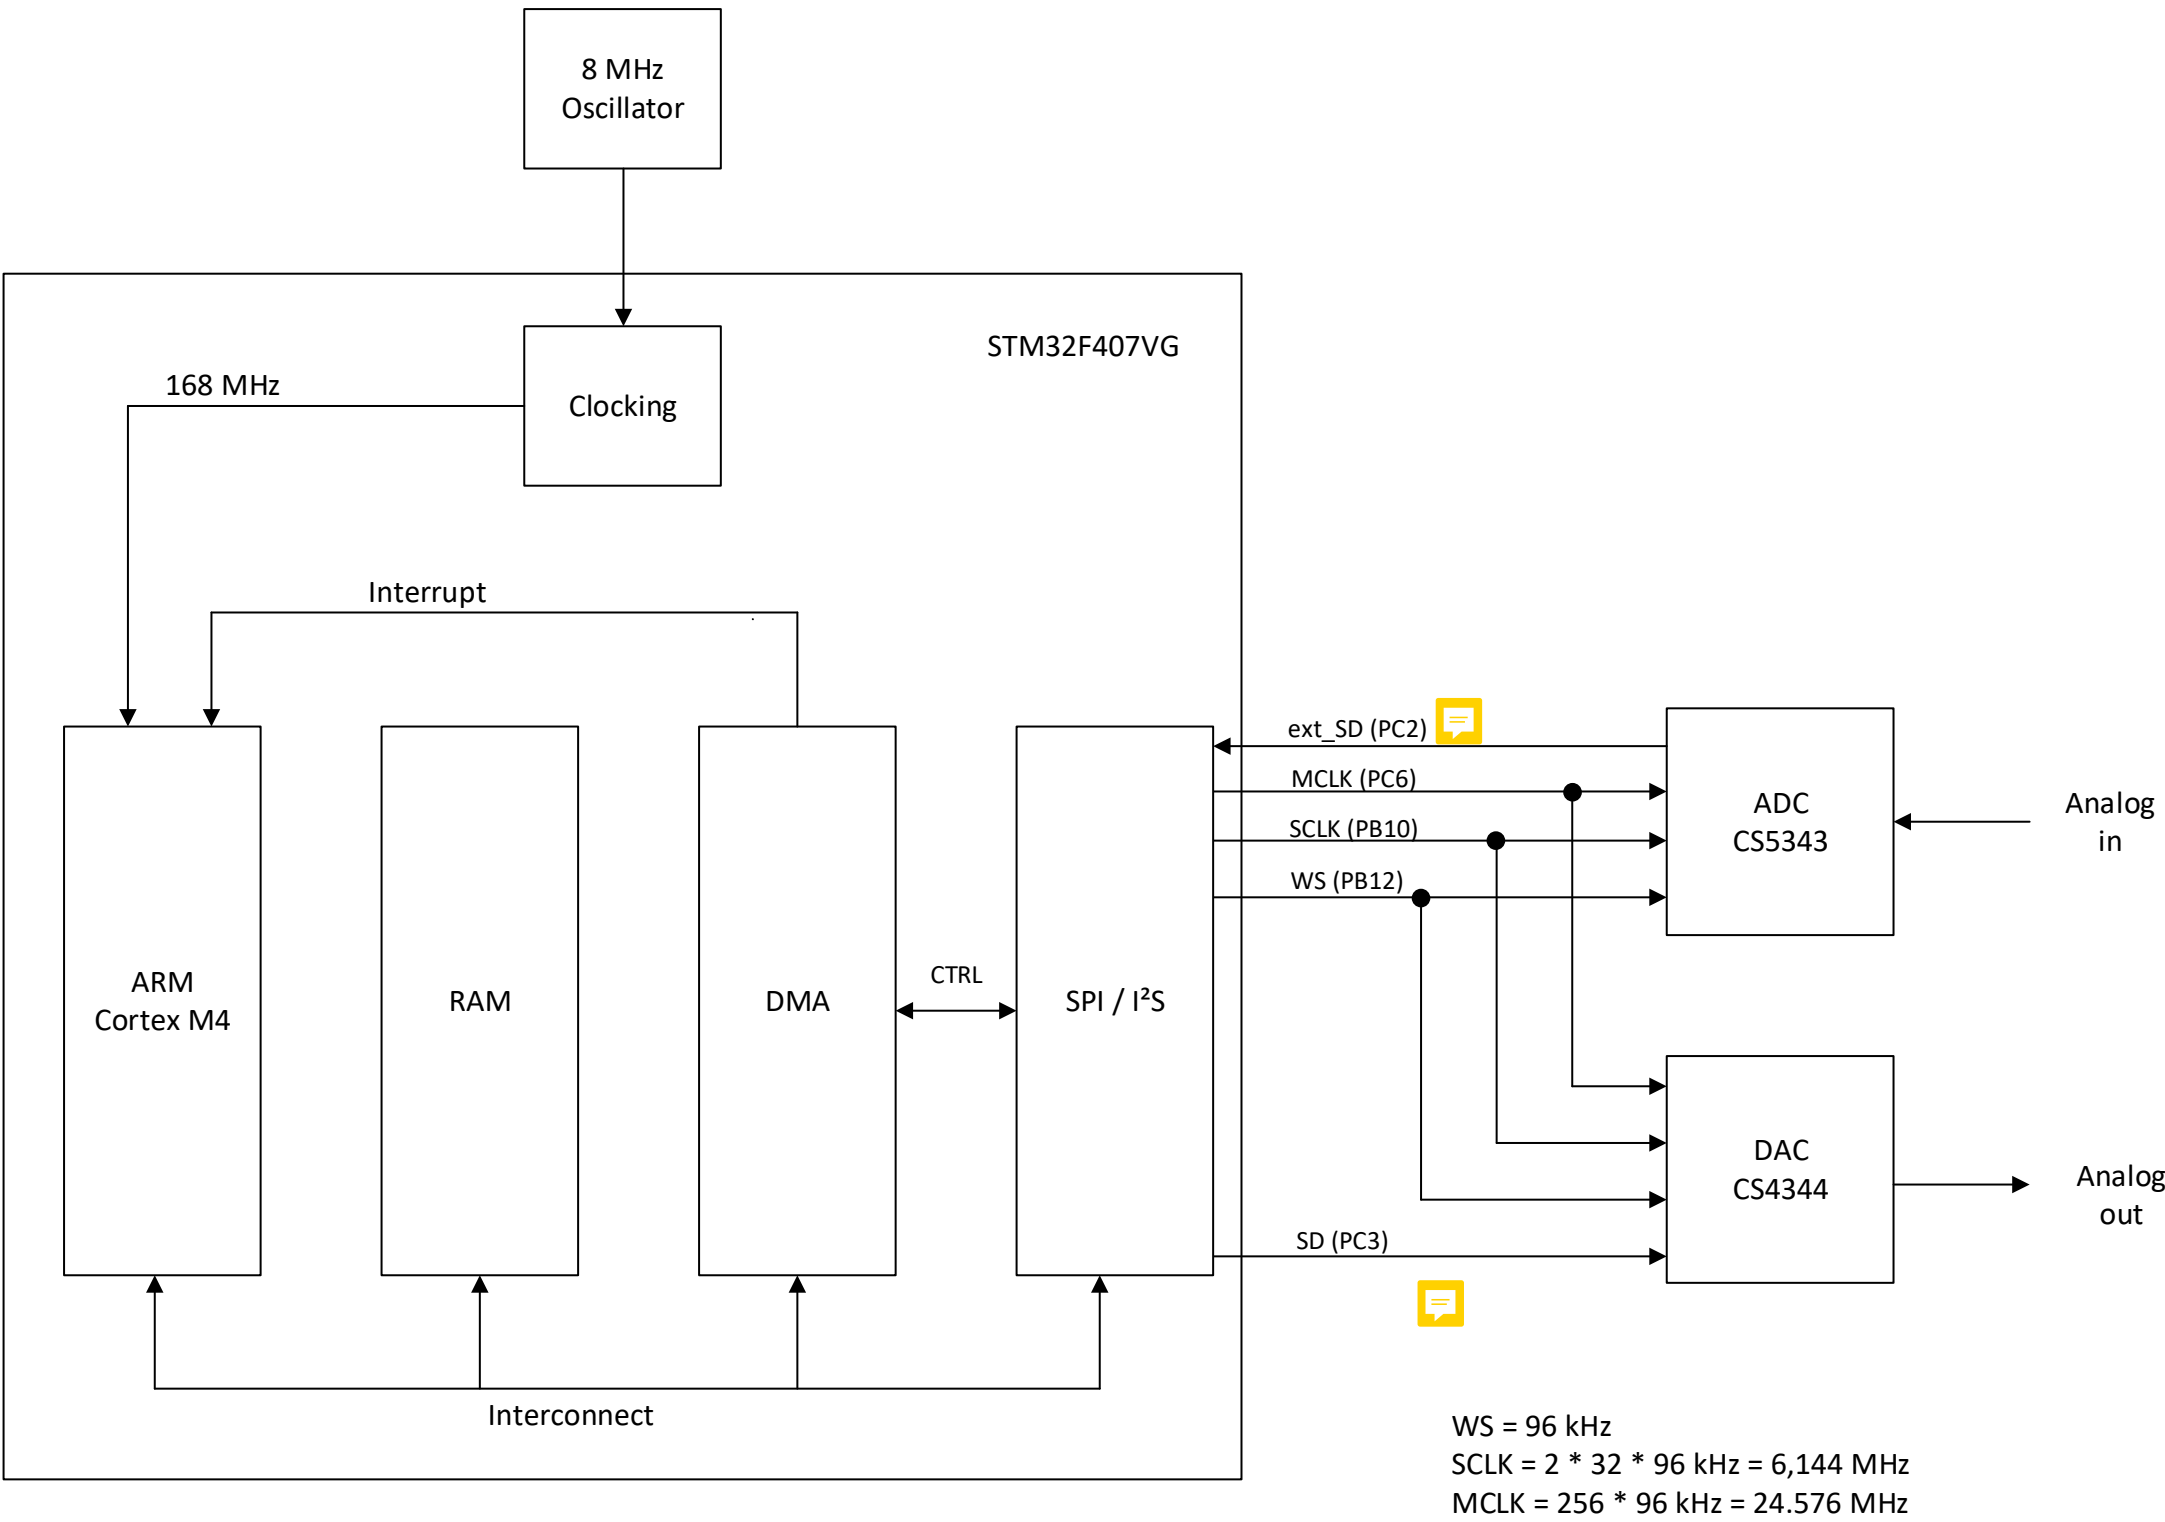 8 MHz
Oscillator
STM32F407VG
168 MHz
Clocking
Interrupt
ext_SD (PC2)
MCLK (PC6)
SCLK (PB10)
WS (PB12)
ADC
CS5343
Analog
in
ARM
Cortex M4
RAM
DMA
CTRL
SPI / I²S
DAC
CS4344
Analog
out
SD (PC3)
Interconnect
WS = 96 kHz
SCLK = 2 * 32 * 96 kHz = 6,144 MHz
MCLK = 256 * 96 kHz = 24.576 MHz